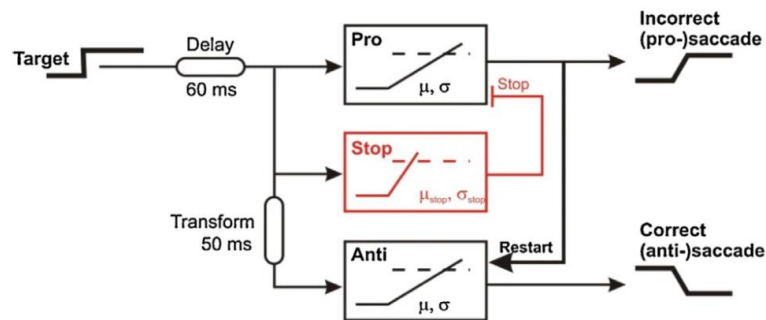 Target
Delay
60 ms
Pro
μ, σ
Incorrect
(pro-)saccade
Stop
Stop
μstop, σstop
Transform
50 ms
Anti
μ, σ
Restart
Correct
(anti-)saccade